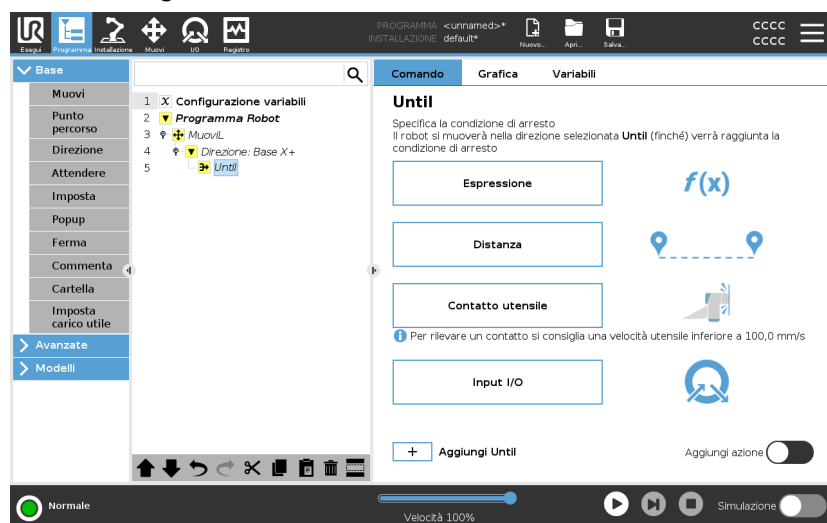 PROGRAMMA <unnamed>*
INSTALLAZIONE default*
Esegui
Programma
Installazione
Muovi
I/O
Registro
Nuovo...
Apri...
Salva...
cccc
cccc
Base
Muovi
Punto
percorso
Direzione
Attendere
Imposta
Popup
Ferma
Commenta
Cartella
Imposta
carico utile
Avanzate
Modelli
1 X Configurazione variabili
2 Programma Robot
3 MuoviL
4 Direzione: Base X+
5 Until
Comando
Grafica
Variabili
Until
Specifica la condizione di arresto
Il robot si muoverà nella direzione selezionata Until (finché) verrà raggiunta la
condizione di arresto
Espressione
f(x)
Distanza
Contatto utensile
Per rilevare un contatto si consiglia una velocità utensile inferiore a 100,0 mm/s
Input I/O
+ Aggiungi Until
Aggiungi azione
Normale
Velocità 100%
Simulazione